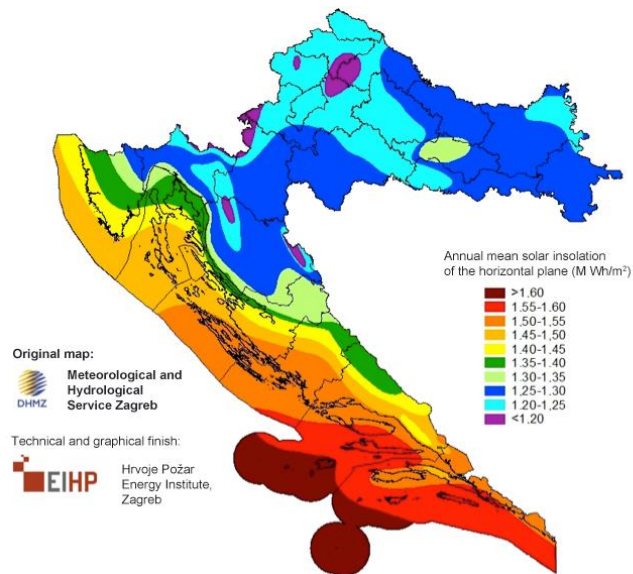 Annual mean solar insolation
of the horizontal plane (M Wh/m²)
>1.60
1.55-1.60
1.50-1.55
1.45-1,50
1.40-1.45
1.35-1.40
1.30-1.35
1,25-1.30
1.20-1,25
<1.20
Original map:
DHMZ
Meteorological and
Hydrological
Service Zagreb
Technical and graphical finish:
EIHP
Hrvoje Požar
Energy Institute,
Zagreb